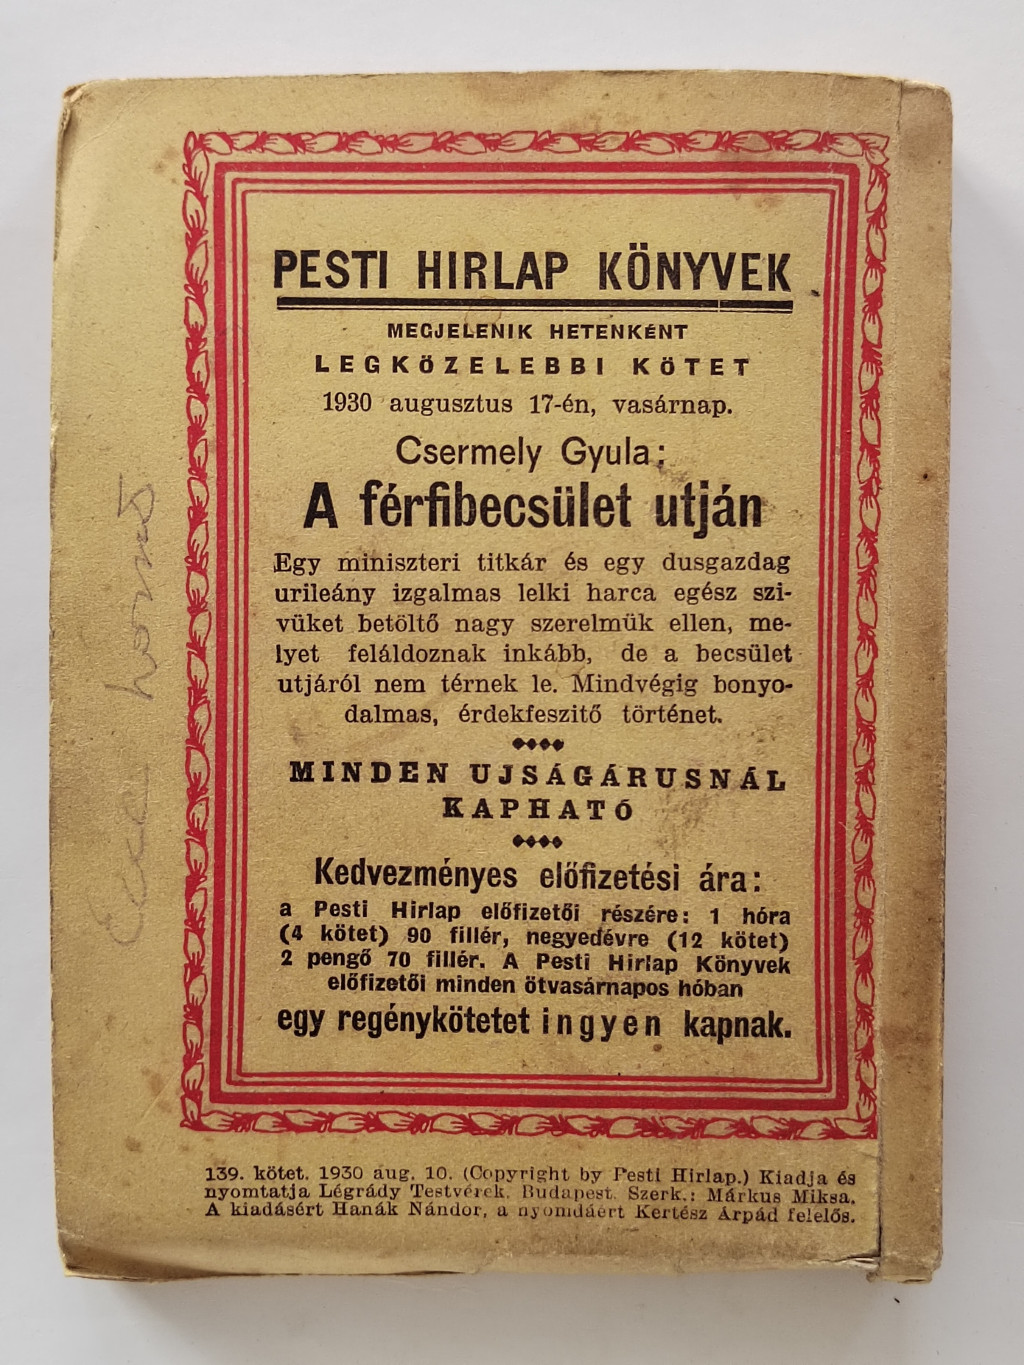 PESTI HIRLAP KÖNYVEK
MEGJELENIK HETENKÉNT
LEGKÖZELEBBI KÖTET
1930 augusztus 17-én, vasárnap.
Csermely Gyula:
A férfibecsület utján
Egy miniszteri titkár és egy dusgazdag
urileány izgalmas lelki harca egész szi-
vüket betöltő nagy szerelmük ellen, me-
lyet feláldoznak inkább, de a becsület
utjáról nem térnek le. Mindvégig bonyo-
dalmas, érdekfeszitő történet.
MINDEN UJSÁGÁRUSNÁL
KAPHATÓ
Kedvezményes előfizetési ára:
a Pesti Hirlap előfizetői részére: 1 hóra
(4 kötet) 90 fillér, negyedévre (12 kötet)
2 pengő 70 fillér. A Pesti Hirlap Könyvek
előfizetői minden ötvasárnapos hóban
egy regénykötetet ingyen kapnak.
139. kötet. 1930 aug. 10. (Copyright by Pesti Hirlap.) Kiadja és
nyomtatja Légrády Testvérek. Budapest. Szerk.: Márkus Miksa.
A kiadásért Hanák Nándor, a nyomdáért Kertész Árpád felelős.